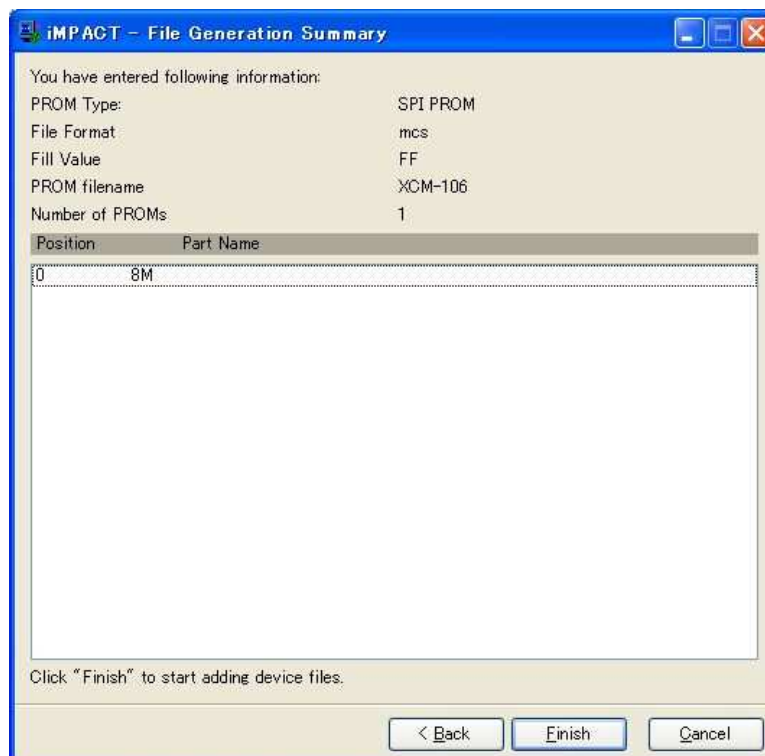 iMPACT - File Generation Summary
You have entered following information:
PROM Type: SPI PROM
File Format mcs
Fill Value FF
PROM filename XCM-106
Number of PROMs 1
Position Part Name
0 8M
Click "Finish" to start adding device files.
< Back Finish Cancel